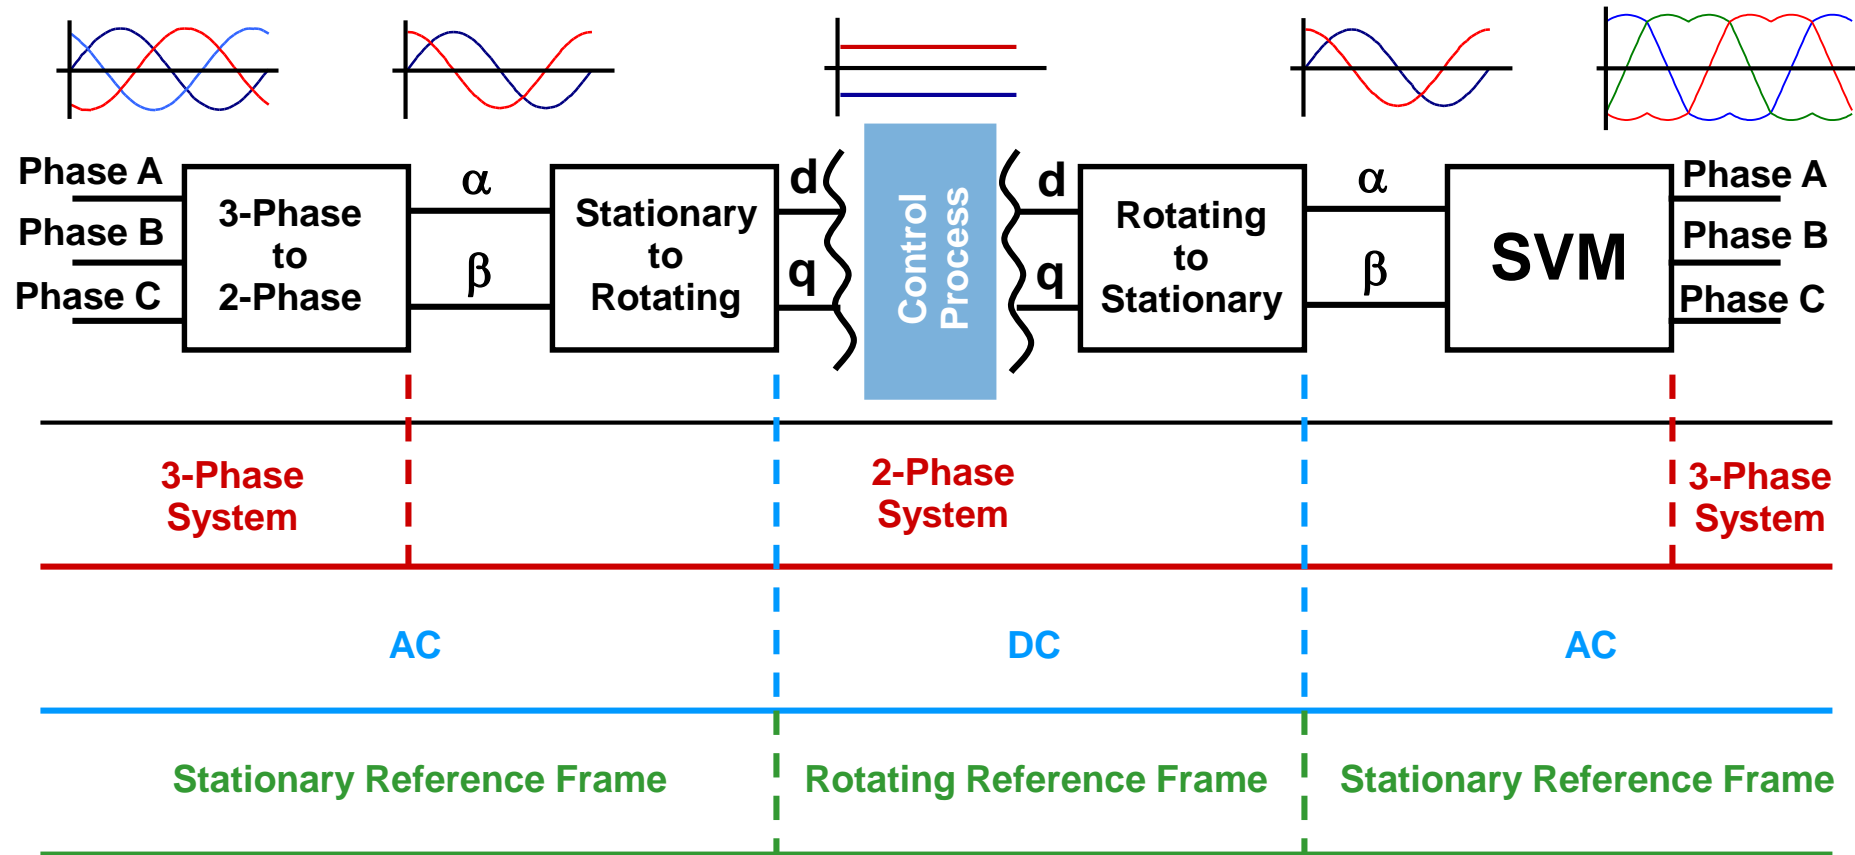 Phase A
Phase B
Phase C
3-Phase
to
2-Phase
α
β
Stationary
to
Rotating
d
q
Control
Process
d
q
Rotating
to
Stationary
α
β
SVM
Phase A
Phase B
Phase C
3-Phase
System
2-Phase
System
3-Phase
System
AC
DC
AC
Stationary Reference Frame
Rotating Reference Frame
Stationary Reference Frame